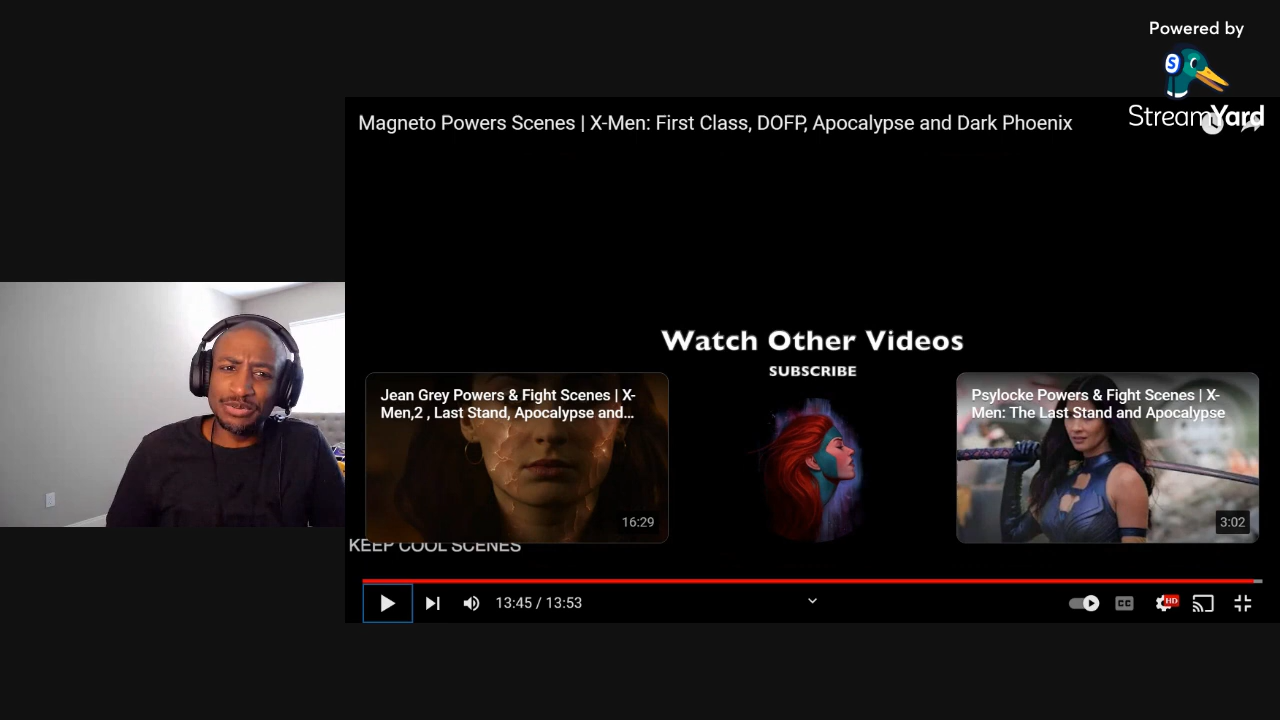 Powered by
S
StreamYard
Magneto Powers Scenes | X-Men: First Class, DOFP, Apocalypse and Dark Phoenix
Watch Other Videos
SUBSCRIBE
Jean Grey Powers & Fight Scenes | X-
Men,2 , Last Stand, Apocalypse and...
16:29
Psylocke Powers & Fight Scenes | X-
Men: The Last Stand and Apocalypse
3:02
KEEP COOL SCENES
13:45 / 13:53
CC
HD